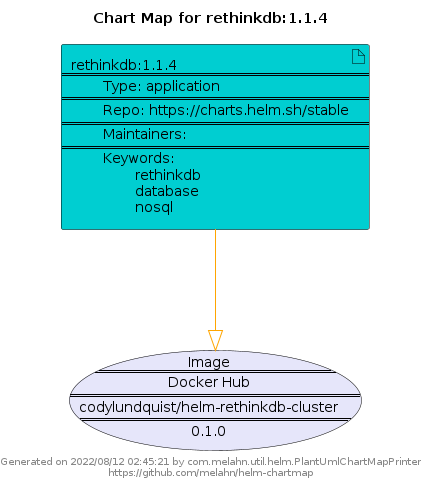 Chart Map for rethinkdb:1.1.4
rethinkdb:1.1.4
Type: application
Repo: https://charts.helm.sh/stable
Maintainers:
Keywords:
rethinkdb
database
nosql
Image
Docker Hub
codylundquist/helm-rethinkdb-cluster
0.1.0
Generated on 2022/08/12 02:45:21 by com.melahn.util.helm.PlantUmlChartMapPrinter
https://github.com/melahn/helm-chartmap